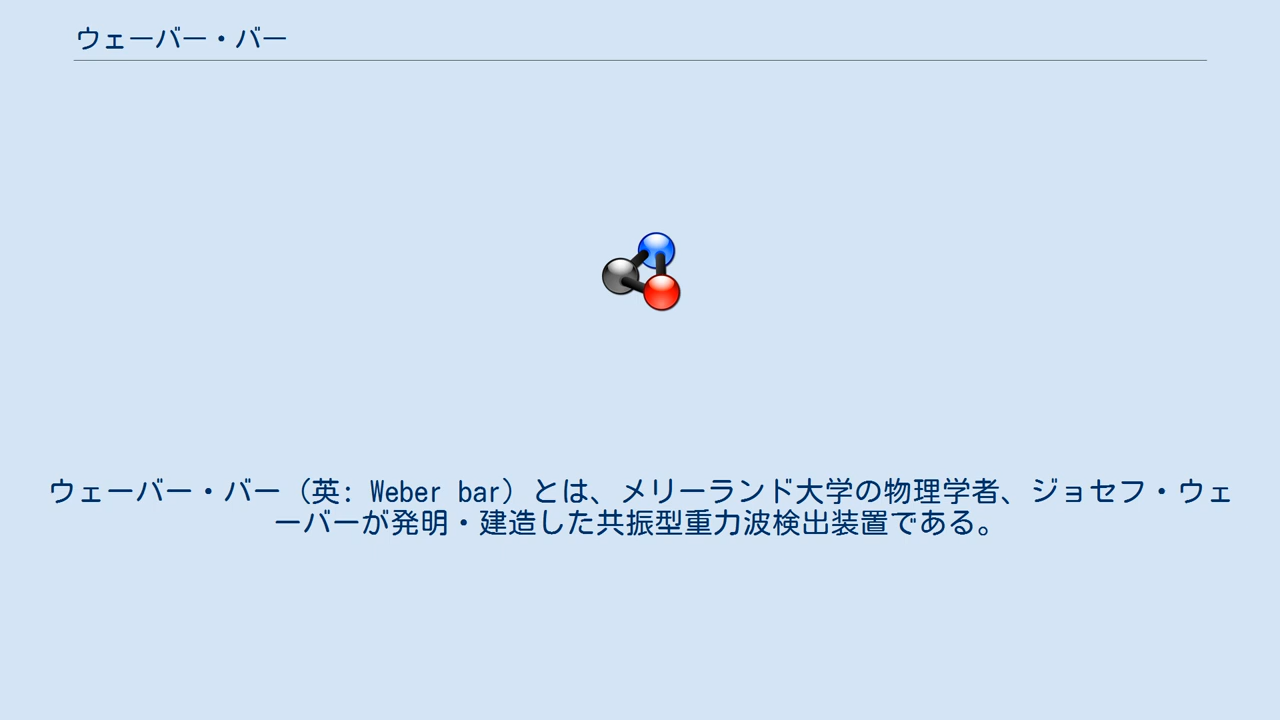 ウェーバー・バー
ウェーバー・バー（英: Weber bar）とは、メリーランド大学の物理学者、ジョセフ・ウェ
ーバーが発明・建造した共振型重力波検出装置である。